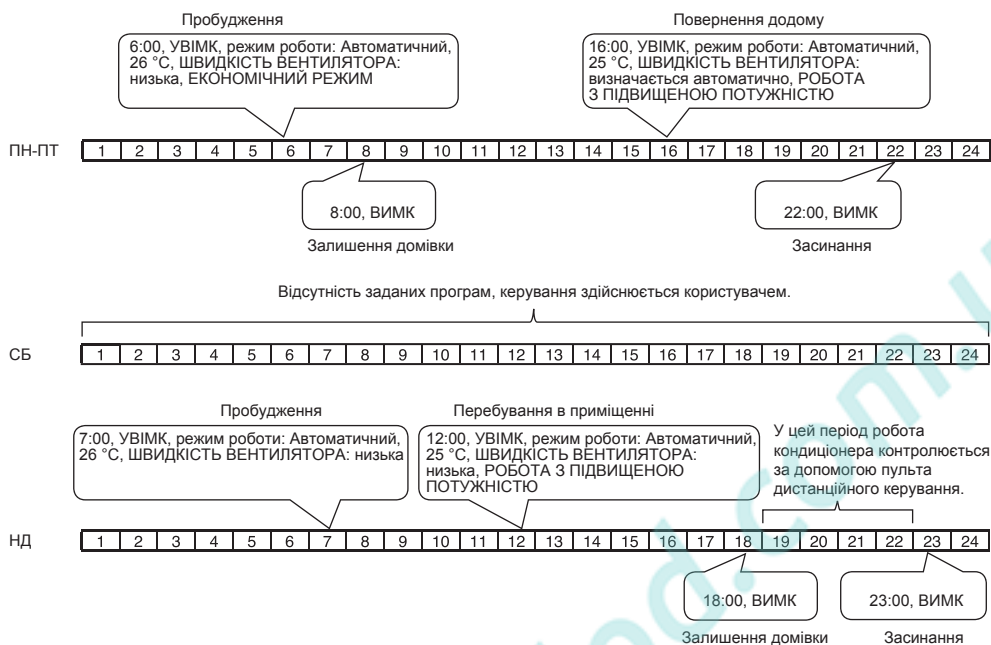 Пробудження
Повернення додому
6:00, УВІМК, режим роботи: Автоматичний,
26 °C, ШВИДКІСТЬ ВЕНТИЛЯТОРА:
низька, ЕКОНОМІЧНИЙ РЕЖИМ
16:00, УВІМК, режим роботи: Автоматичний,
25 °C, ШВИДКІСТЬ ВЕНТИЛЯТОРА:
визначається автоматично, РОБОТА
З ПІДВИЩЕНОЮ ПОТУЖНІСТЮ
ПН-ПТ 1 2 3 4 5 6 7 8 9 10 11 12 13 14 15 16 17 18 19 20 21 22 23 24
8:00, ВИМК
22:00, ВИМК
Залишення домівки
Засинання
Відсутність заданих програм, керування здійснюється користувачем.
СБ 1 2 3 4 5 6 7 8 9 10 11 12 13 14 15 16 17 18 19 20 21 22 23 24
Пробудження
Перебування в приміщенні
7:00, УВІМК, режим роботи: Автоматичний,
26 °C, ШВИДКІСТЬ ВЕНТИЛЯТОРА: низька
12:00, УВІМК, режим роботи: Автоматичний,
25 °C, ШВИДКІСТЬ ВЕНТИЛЯТОРА:
низька, РОБОТА З ПІДВИЩЕНОЮ
ПОТУЖНІСТЮ
У цей період робота
кондиціонера контролюється
за допомогою пульта
дистанційного керування.
НД 1 2 3 4 5 6 7 8 9 10 11 12 13 14 15 16 17 18 19 20 21 22 23 24
18:00, ВИМК
23:00, ВИМК
Залишення домівки
Засинання